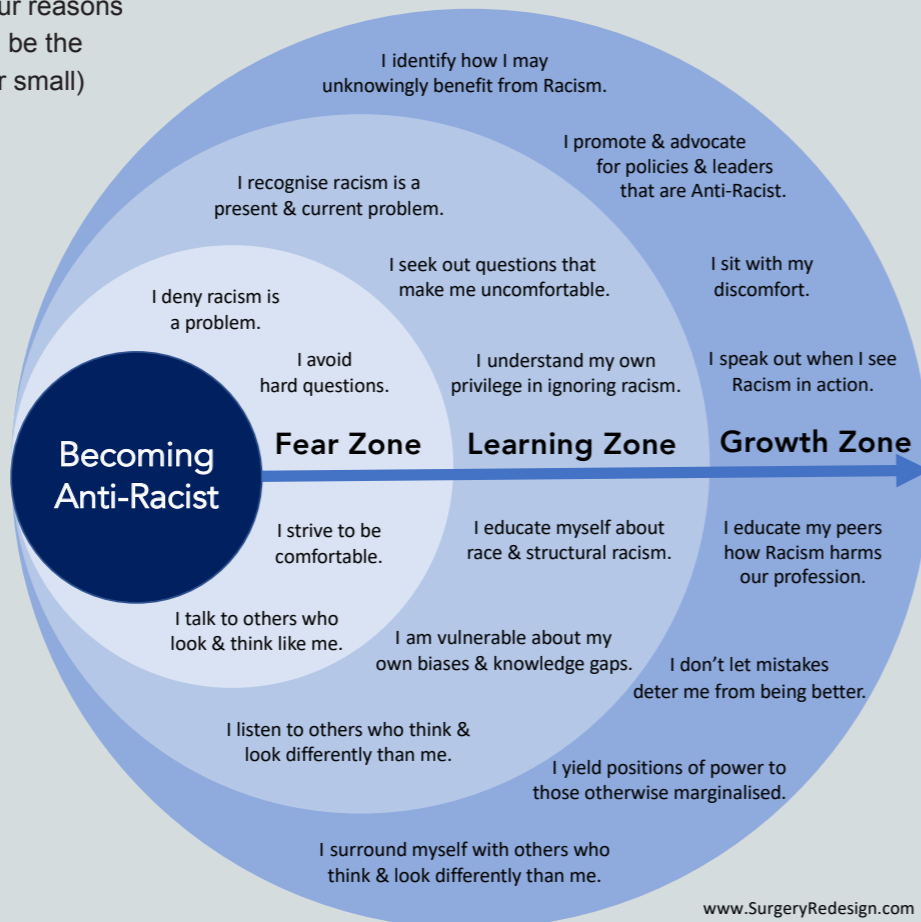 ur reasons
be the
r small)
I identify how I may
unknowingly benefit from Racism.
I promote & advocate
for policies & leaders
that are Anti-Racist.
I recognise racism is a
present & current problem.
I seek out questions that
make me uncomfortable.
I sit with my
discomfort.
I deny racism is
a problem.
I avoid
hard questions.
I understand my own
privilege in ignoring racism.
I speak out when I see
Racism in action.
Becoming
Anti-Racist
Fear Zone
Learning Zone
Growth Zone
I strive to be
comfortable.
I educate myself about
race & structural racism.
I educate my peers
how Racism harms
our profession.
I talk to others who
look & think like me.
I am vulnerable about my
own biases & knowledge gaps.
I don't let mistakes
deter me from being better.
I listen to others who think &
look differently than me.
I yield positions of power to
those otherwise marginalised.
I surround myself with others who
think & look differently than me.
www.SurgeryRedesign.com